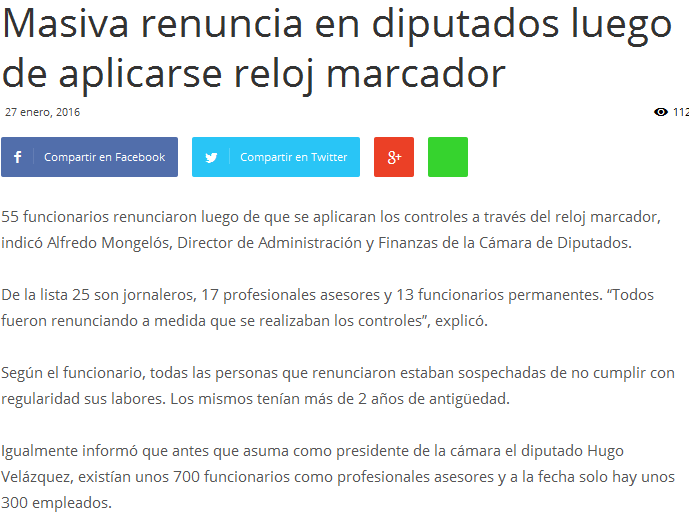 Masiva renuncia en diputados luego
de aplicarse reloj marcador
27 enero, 2016
112
Compartir en Facebook
Compartir en Twitter
55 funcionarios renunciaron luego de que se aplicaran los controles a través del reloj marcador,
indicó Alfredo Mongelós, Director de Administración y Finanzas de la Cámara de Diputados.
De la lista 25 son jornaleros, 17 profesionales asesores y 13 funcionarios permanentes. “Todos
fueron renunciando a medida que se realizaban los controles”, explicó.
Según el funcionario, todas las personas que renunciaron estaban sospechadas de no cumplir con
regularidad sus labores. Los mismos tenían más de 2 años de antigüedad.
Igualmente informó que antes que asuma como presidente de la cámara el diputado Hugo
Velázquez, existían unos 700 funcionarios como profesionales asesores y a la fecha solo hay unos
300 empleados.